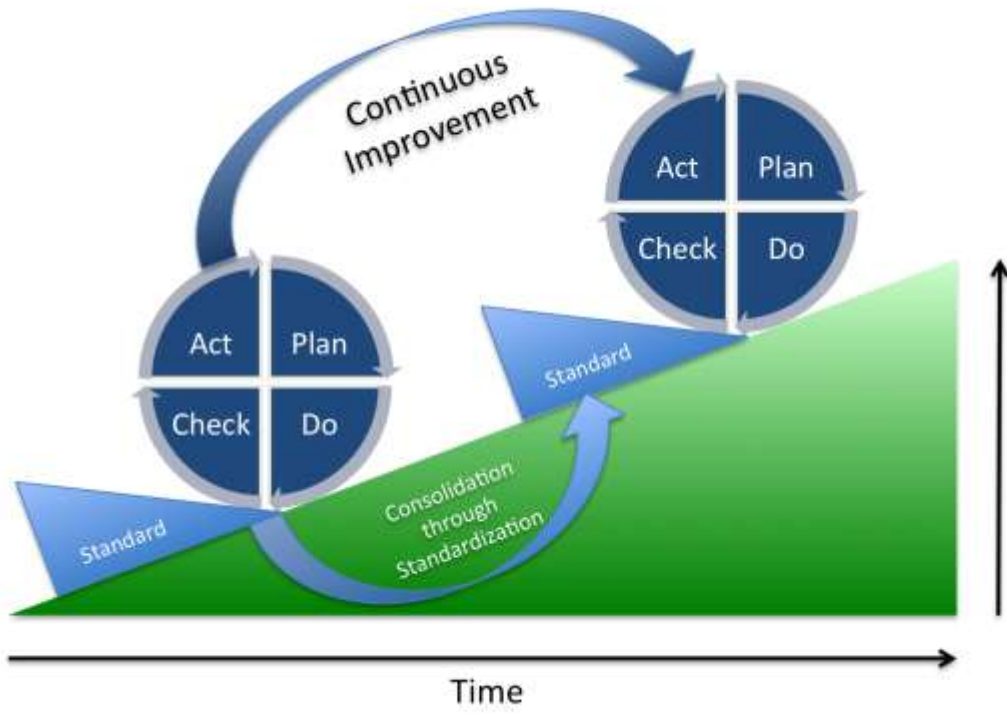 Continuous
Improvement
Act
Plan
Check
Do
Act
Plan
Check
Do
Standard
Standard
Consolidation
through
Standardization
Time